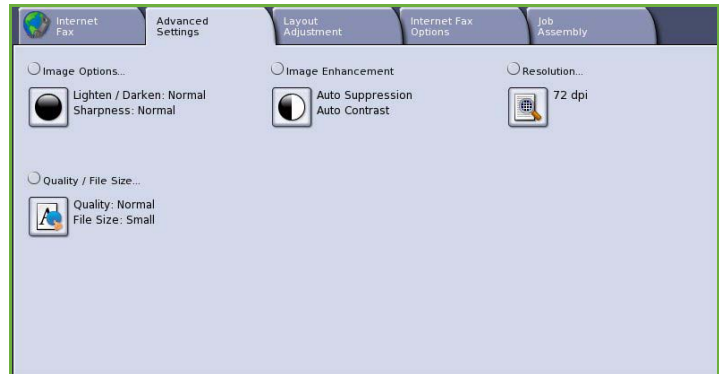 Internet
Fax
Advanced
Settings
Layout
Adjustment
Internet Fax
Options
Job
Assembly
Image Options...
Lighten / Darken: Normal
Sharpness: Normal
Image Enhancement
Auto Suppression
Auto Contrast
Resolution...
72 dpi
Quality / File Size...
Quality: Normal
File Size: Small